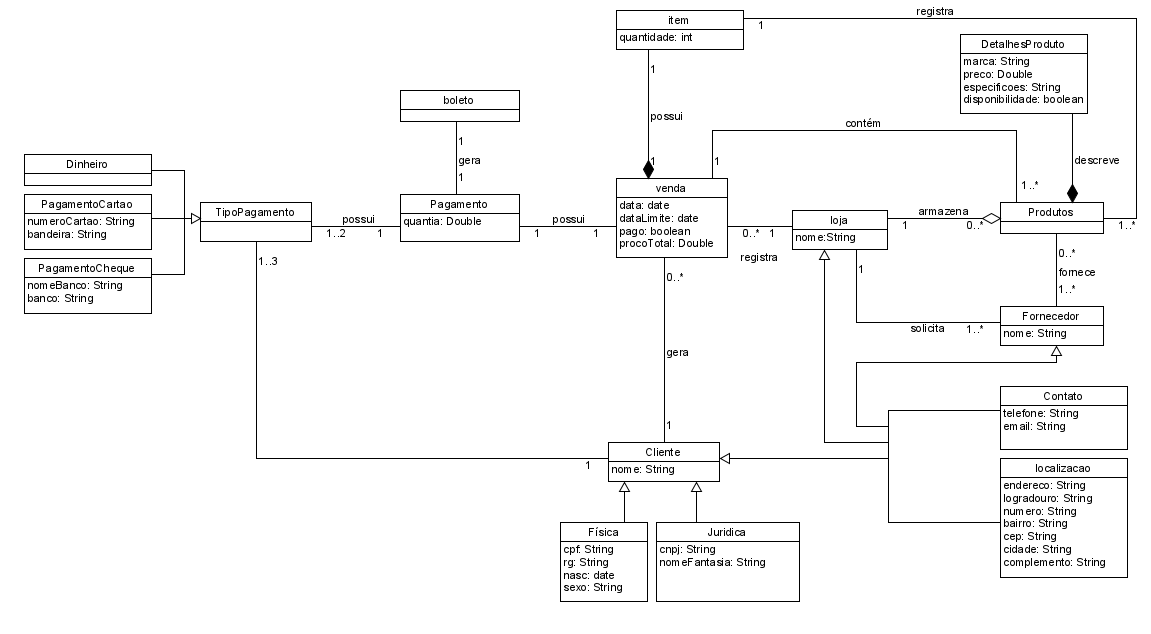 item
quantidade: int
1
registra
DetalhesProduto
marca: String
preco: Double
especificoes: String
disponibilidade: boolean
1
possui
1
boleto
1
gera
1
contém
1
1..*
descreve
Dinheiro
PagamentoCartao
numeroCartao: String
bandeira: String
PagamentoCheque
nomeBanco: String
banco: String
TipoPagamento
possui
1..2
1
Pagamento
quantia: Double
possui
1
1
venda
data: date
dataLimite: date
pago: boolean
procoTotal: Double
0..*
1
registra
loja
nome:String
armazena
1
0..*
Produtos
1..*
0..*
fornece
1..*
1..3
0..*
1
solicita
1..*
Fornecedor
nome: String
gera
1
Contato
telefone: String
email: String
1
Cliente
nome: String
localizacao
endereco: String
logradouro: String
numero: String
bairro: String
cep: String
cidade: String
complemento: String
Física
cpf: String
rg: String
nasc: date
sexo: String
Juridica
cnpj: String
nomeFantasia: String